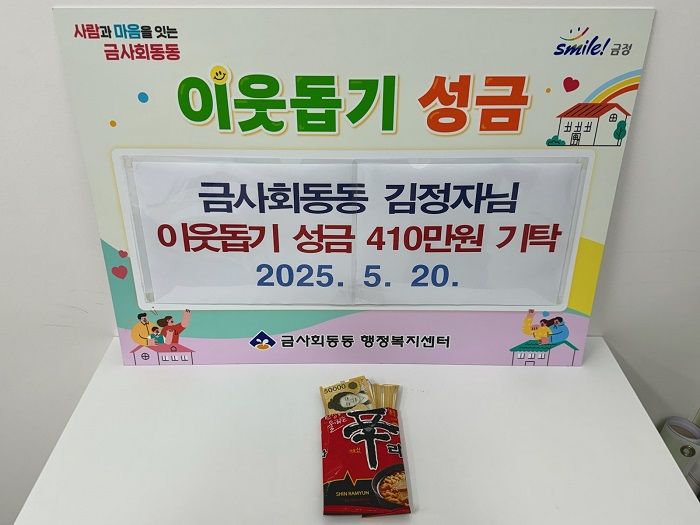 사람과 마음을 잇는
금사회동동
smile! 금정
이웃돕기 성금
금사회동동 김정자님
이웃돕기 성금 410만원 기탁
2025. 5. 20.
금사회동동 행정복지센터
50000
辛
라
SHIN RAMYUN